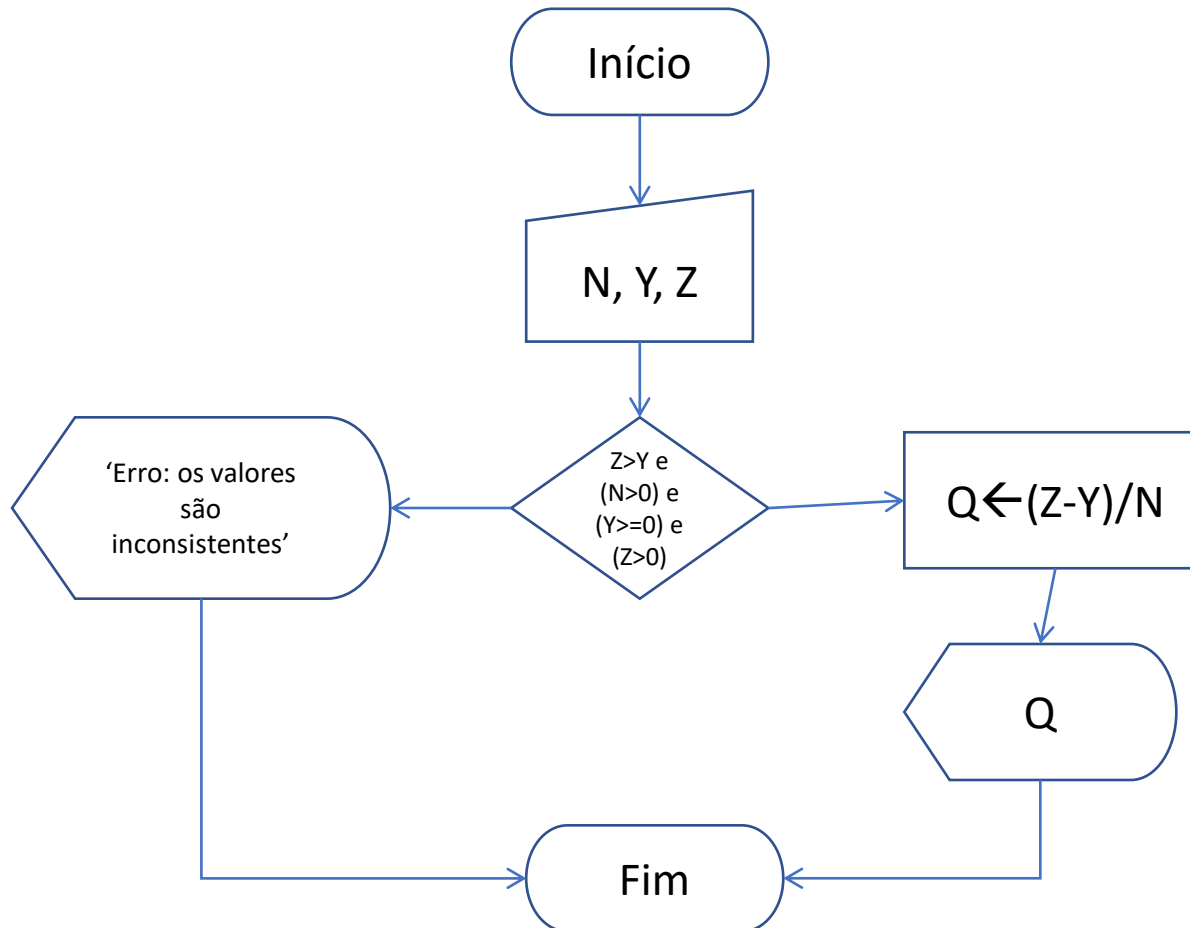 Início
N, Y, Z
Z>Y e
(N>0) e
(Y>=0) e
(Z>0)
‘Erro: os valores
são
inconsistentes’
Q←(Z-Y)/N
Q
Fim